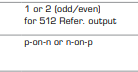 1 or 2 (odd/even)
for 512 Refer. output
p-on-n or n-on-p